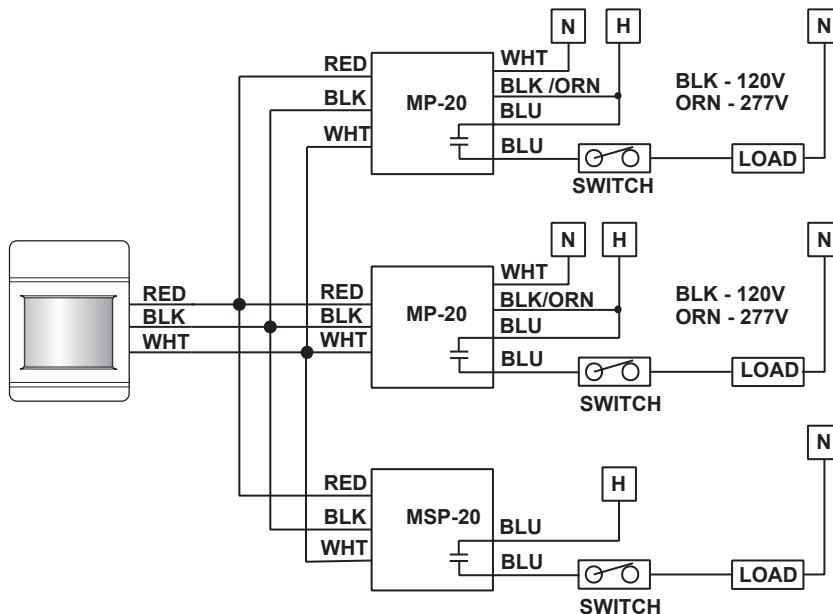 N
H
N
RED
WHT
BLK /ORN
BLK - 120V
ORN - 277V
BLK
MP-20
BLU
WHT
BLU
LOAD
SWITCH
N
H
N
WHT
RED
RED
BLK/ORN
BLK - 120V
ORN - 277V
BLK
BLK
MP-20
BLU
WHT
WHT
BLU
LOAD
SWITCH
N
RED
H
BLK
MSP-20
BLU
WHT
BLU
LOAD
SWITCH